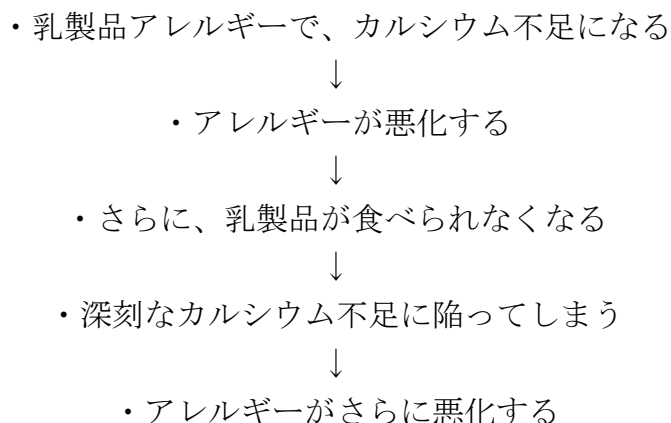 ・乳製品アレルギーで、カルシウム不足になる
↓
・アレルギーが悪化する
↓
・さらに、乳製品が食べられなくなる
↓
・深刻なカルシウム不足に陥ってしまう
↓
・アレルギーがさらに悪化する